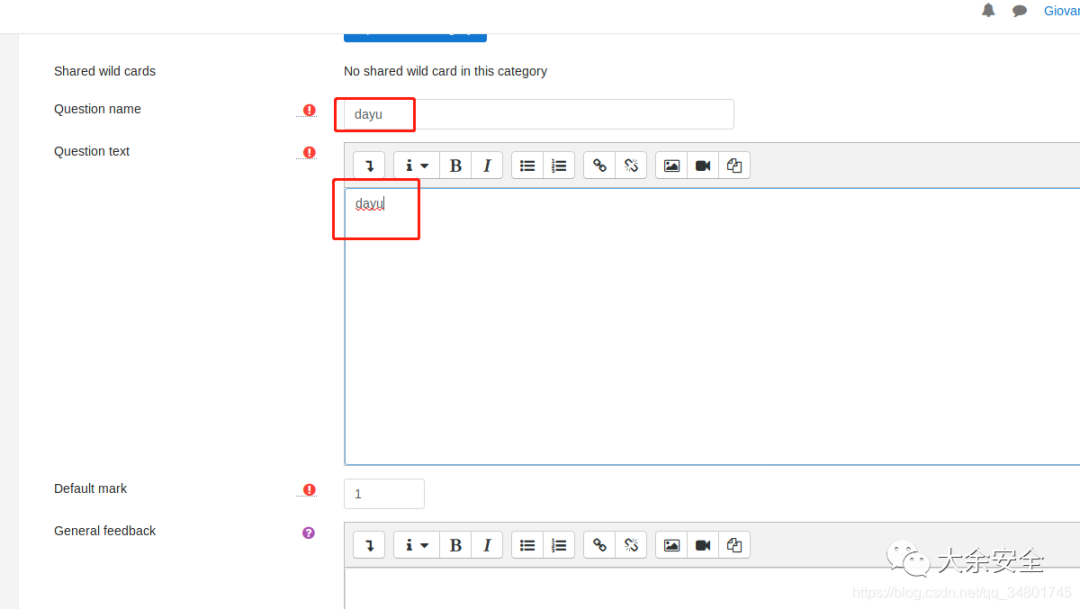 Giovar
Shared wild cards
No shared wild card in this category
Question name
dayu
Question text
B I
dayu
Default mark
1
General feedback
B I
大余安全
https://blog.csdn.net/qq_34801745